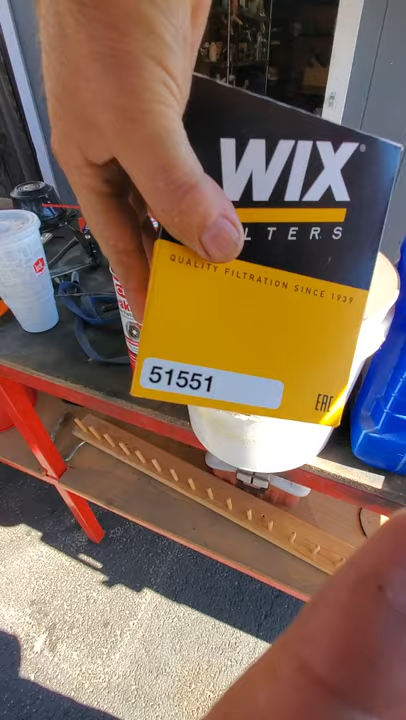 WIX®
LTERS
QUALITY FILTRATION SINCE 1939
51551
EAC